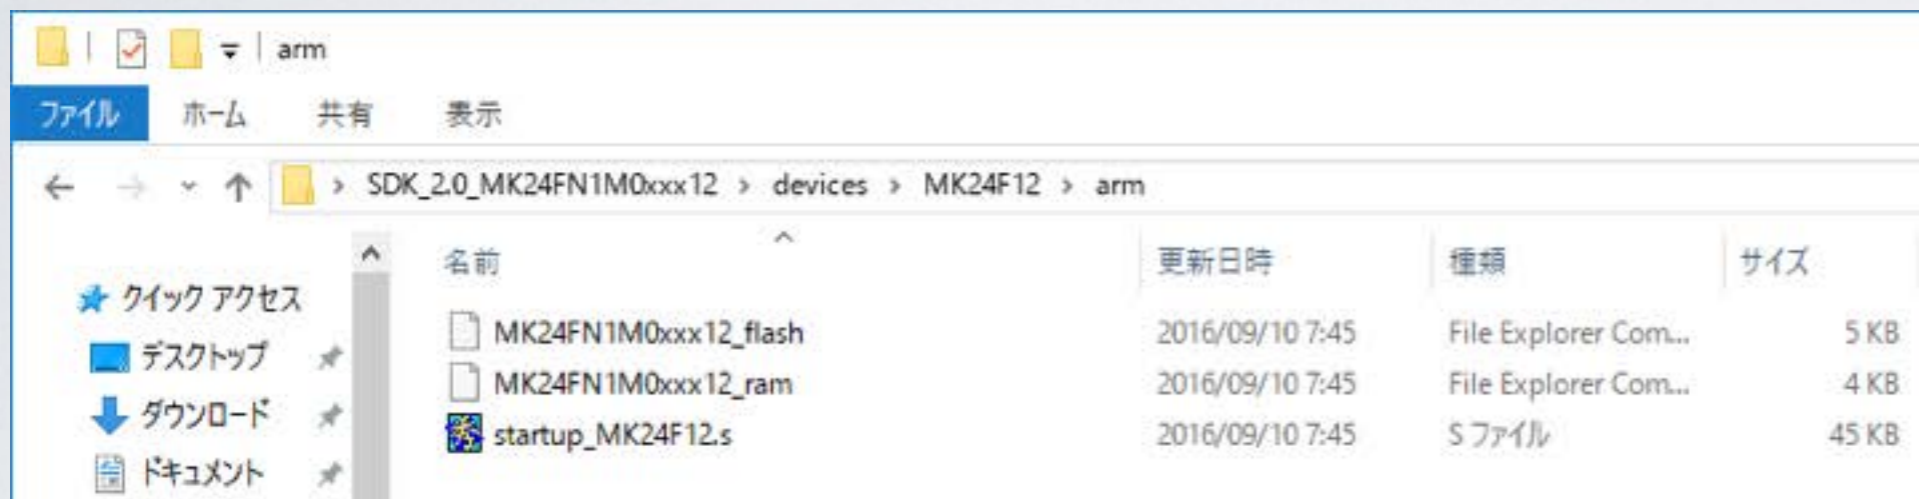 arm
ファイル ホーム 共有 表示
SDK_2.0_MK24FN1M0xxx12 › devices › MK24F12 › arm
名前 更新日時 種類 サイズ
クイック アクセス
デスクトップ
ダウンロード
ドキュメント
MK24FN1M0xxx12_flash 2016/09/10 7:45 File Explorer Com... 5 KB
MK24FN1M0xxx12_ram 2016/09/10 7:45 File Explorer Com... 4 KB
startup_MK24F12.s 2016/09/10 7:45 S ファイル 45 KB